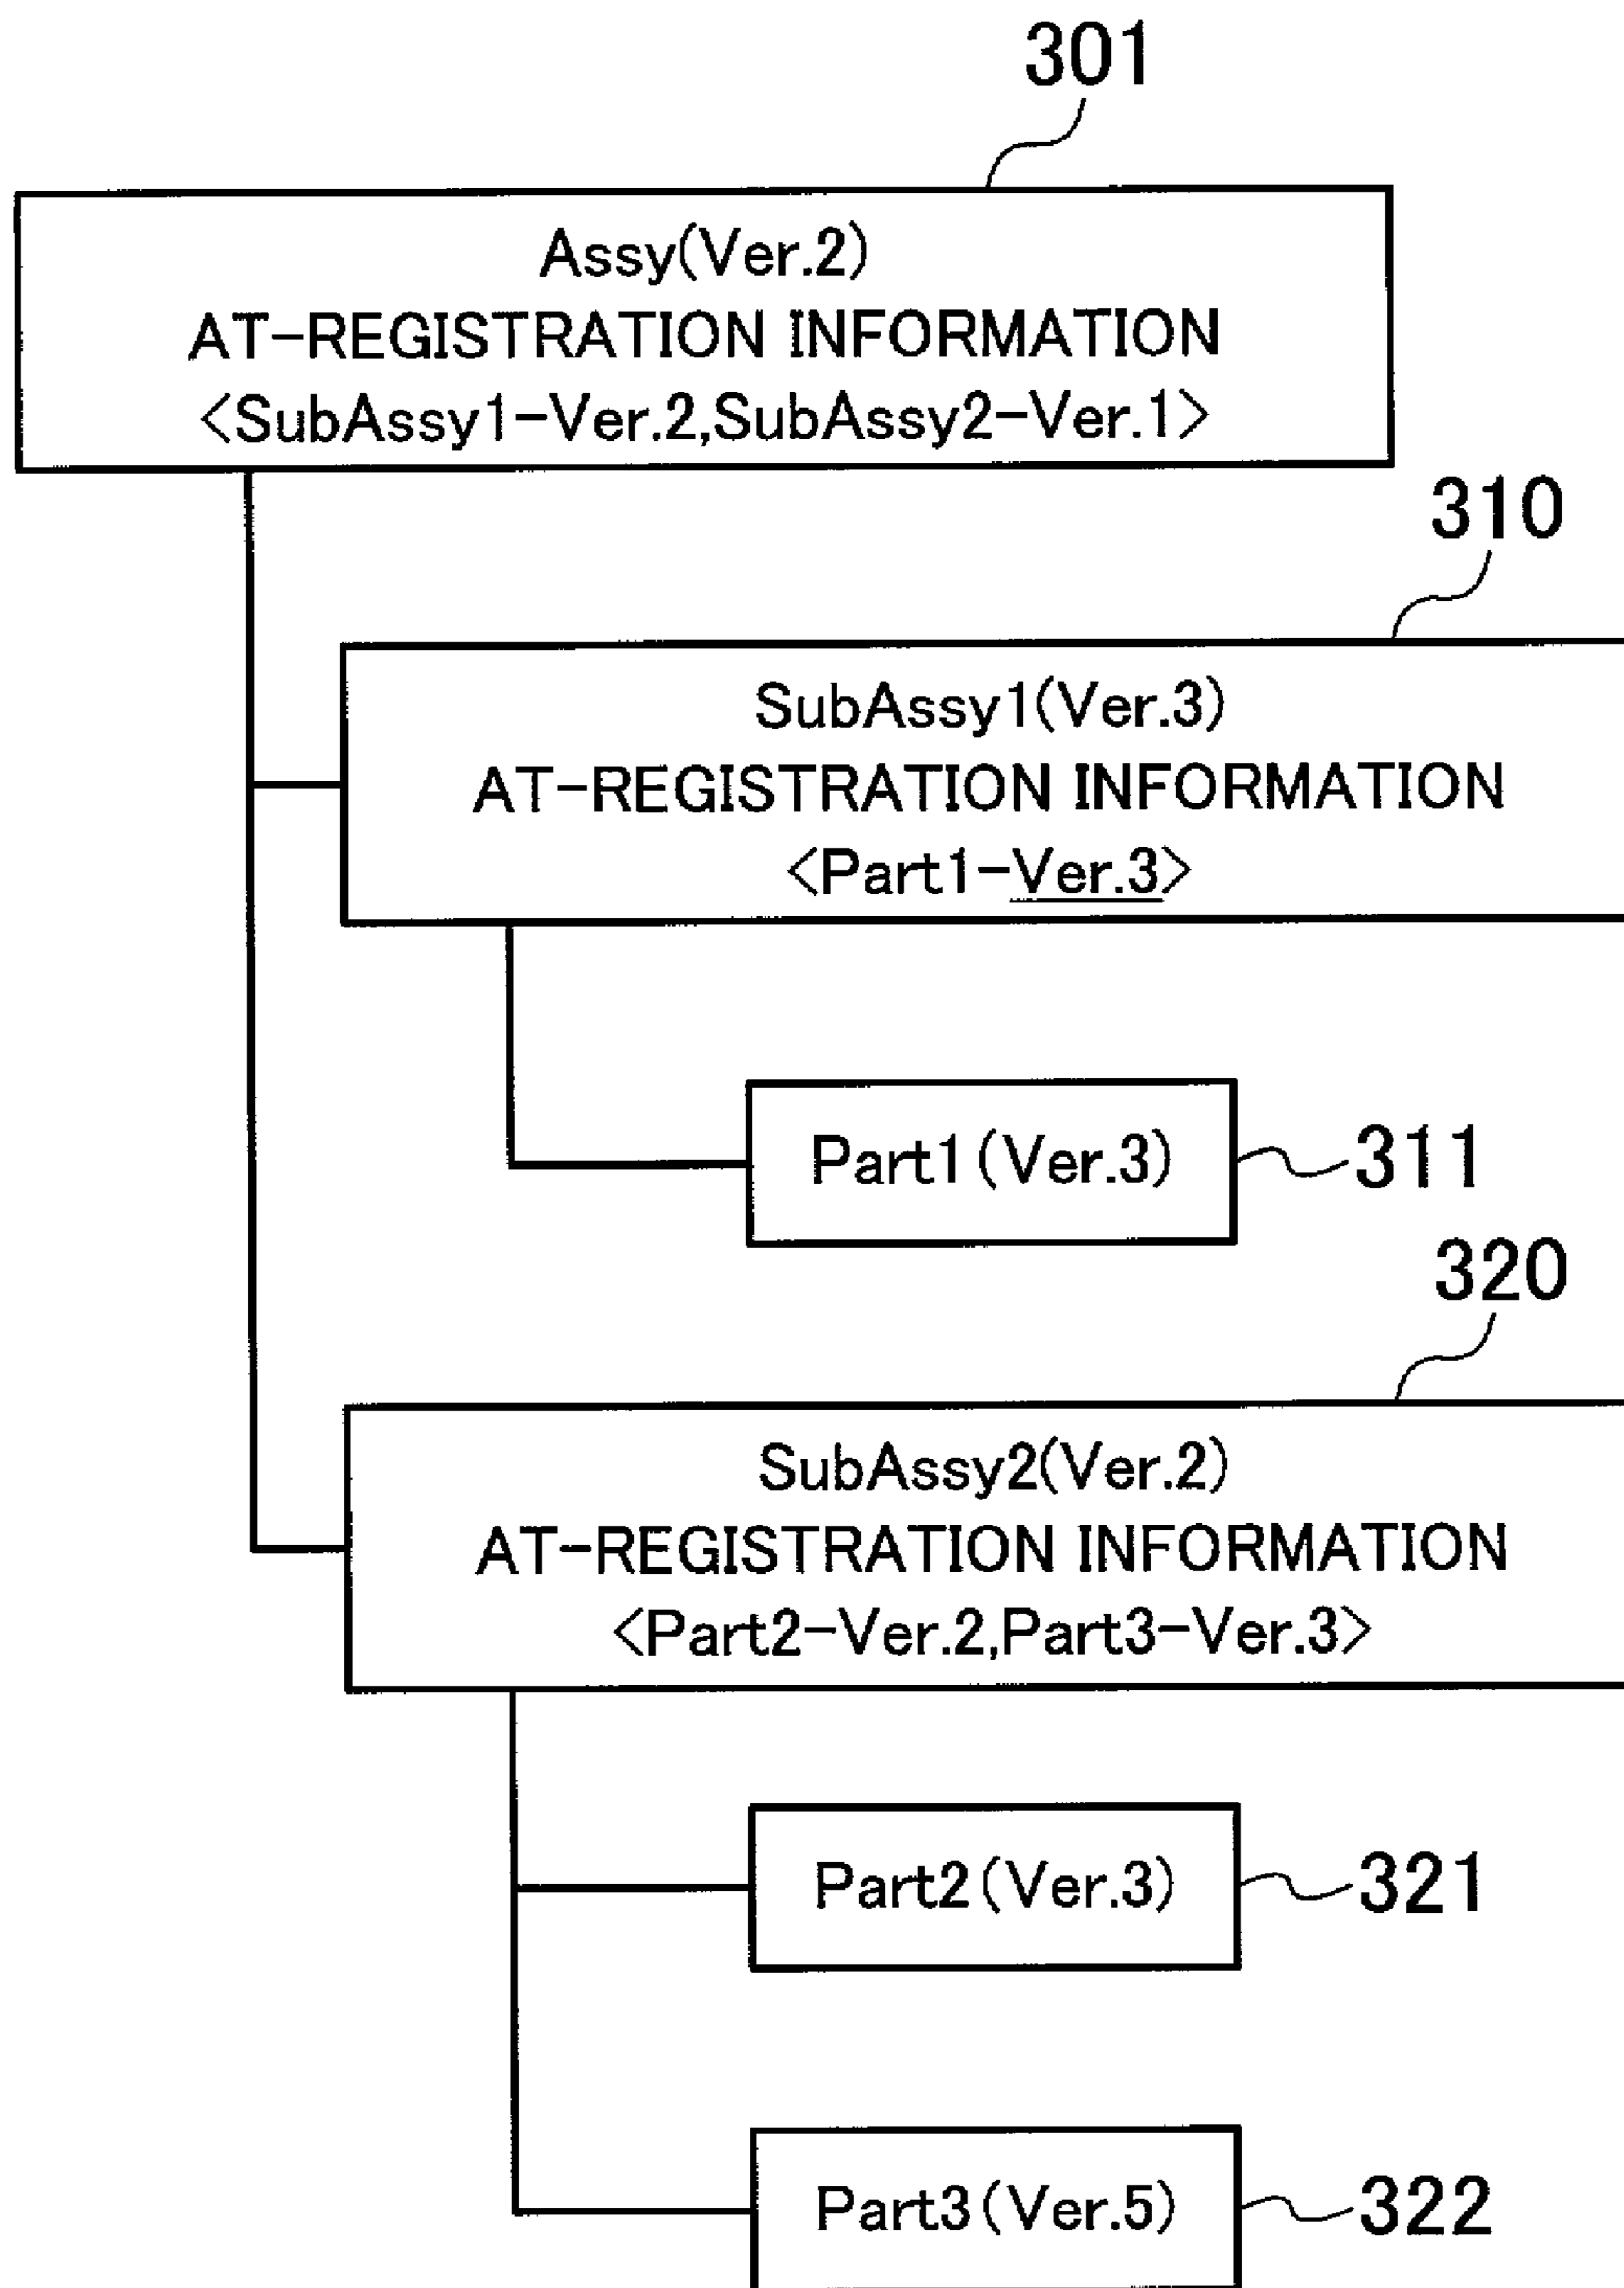 301
Assy(Ver.2)
AT-REGISTRATION INFORMATION
<SubAssy1-Ver.2,SubAssy2-Ver.1>
310
SubAssy1(Ver.3)
AT-REGISTRATION INFORMATION
<Part1-Ver.3>
Part1(Ver.3)
311
320
SubAssy2(Ver.2)
AT-REGISTRATION INFORMATION
<Part2-Ver.2,Part3-Ver.3>
Part2(Ver.3)
321
Part3(Ver.5)
322